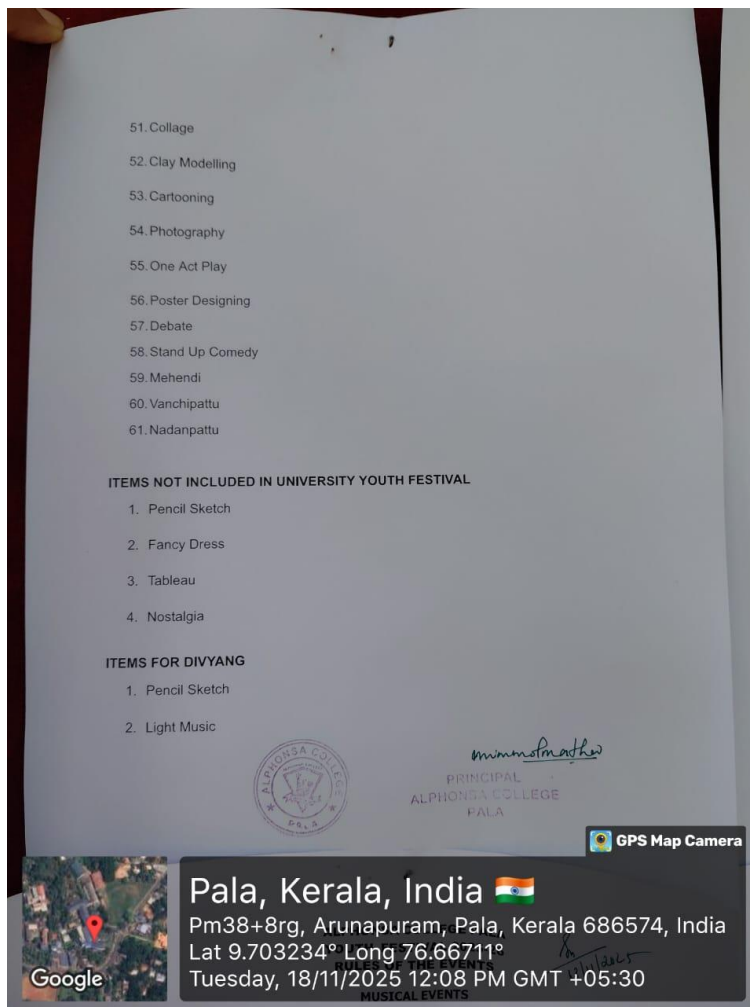 51. Collage
52. Clay Modelling
53. Cartooning
54. Photography
55. One Act Play
56. Poster Designing
57. Debate
58. Stand Up Comedy
59. Mehendi
60. Vanchipattu
61. Nadanpattu
ITEMS NOT INCLUDED IN UNIVERSITY YOUTH FESTIVAL
1. Pencil Sketch
2. Fancy Dress
3. Tableau
4. Nostalgia
ITEMS FOR DIVYANG
1. Pencil Sketch
2. Light Music
ALPHONSA COLLEGE
PALA
PRINCIPAL
ALPHONSA COLLEGE
PALA
GPS Map Camera
Pala, Kerala, India
Pm38+8rg, Arunapuram, Pala, Kerala 686574, India
Lat 9.703234° Long 76.667111°
Tuesday, 18/11/2025 12:08 PM GMT +05:30
Google
RULES OF THE EVENTS
MUSICAL EVENTS